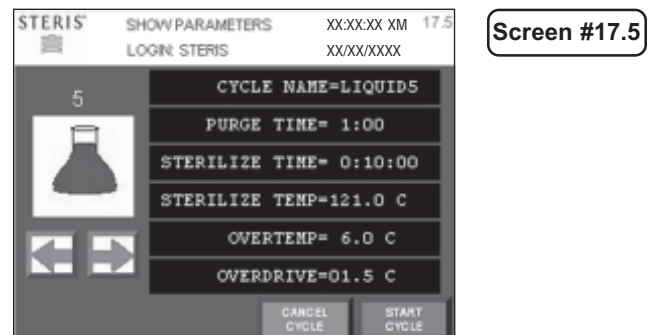 STERIS® SHOW PARAMETERS XX:XX:XX XM 17.5
LOGIN: STERIS XX/XX/XXXX
Screen #17.5
5
CYCLE NAME=LIQUID5
PURGE TIME= 1:00
STERILIZE TIME= 0:10:00
STERILIZE TEMP=121.0 C
OVERTEMP= 6.0 C
OVERDRIVE=01.5 C
CANCEL CYCLE
START CYCLE